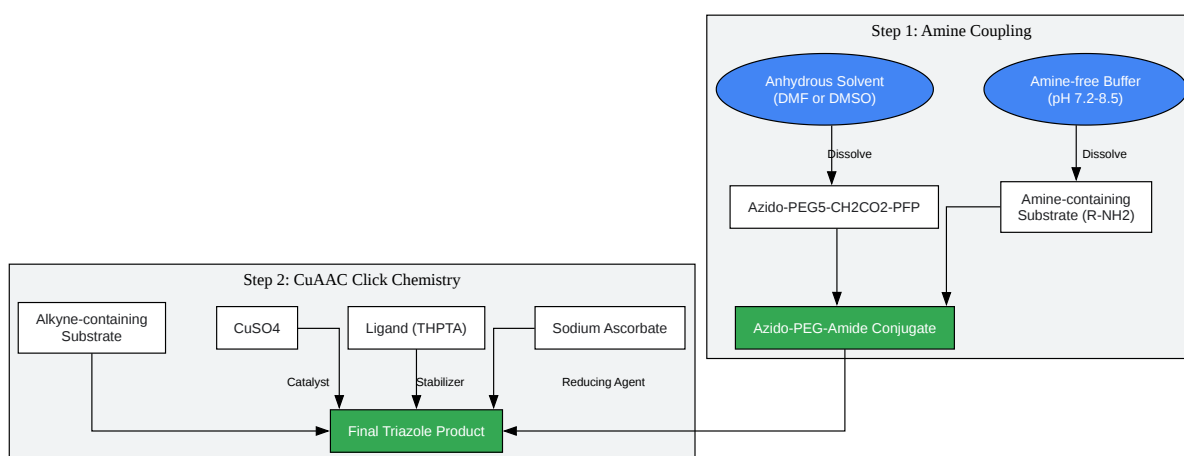 Step 1: Amine Coupling
Anhydrous Solvent
(DMF or DMSO)
Amine-free Buffer
(pH 7.2-8.5)
Dissolve
Dissolve
Azido-PEG5-CH2CO2-PFP
Amine-containing
Substrate (R-NH2)
Azido-PEG-Amide Conjugate
Step 2: CuAAC Click Chemistry
Alkyne-containing
Substrate
CuSO4
Ligand (THPTA)
Sodium Ascorbate
Catalyst
Stabilizer
Reducing Agent
Final Triazole Product